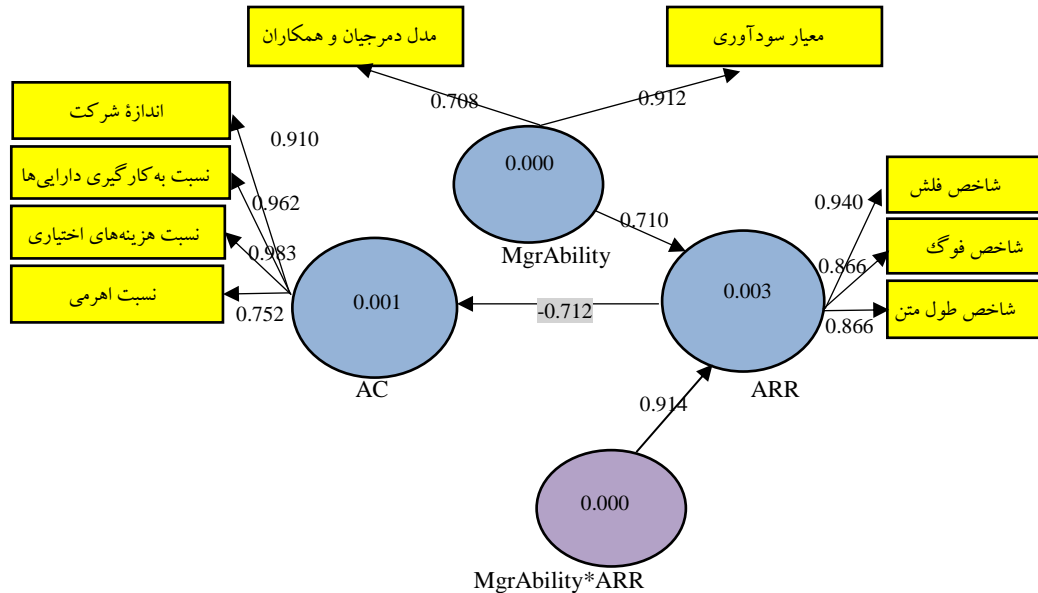 مدل دمرجیان و همکاران
معیار سودآوری
0.708
0.912
اندازۀ شرکت
0.910
نسبت به‌کارگیری دارایی‌ها
0.962
نسبت هزینه‌های اختیاری
0.983
نسبت اهرمی
0.752
0.000
MgrAbility
0.710
شاخص فلش
0.940
شاخص فوگ
0.866
شاخص طول متن
0.866
0.001
AC
-0.712
0.003
ARR
0.914
0.000
MgrAbility*ARR